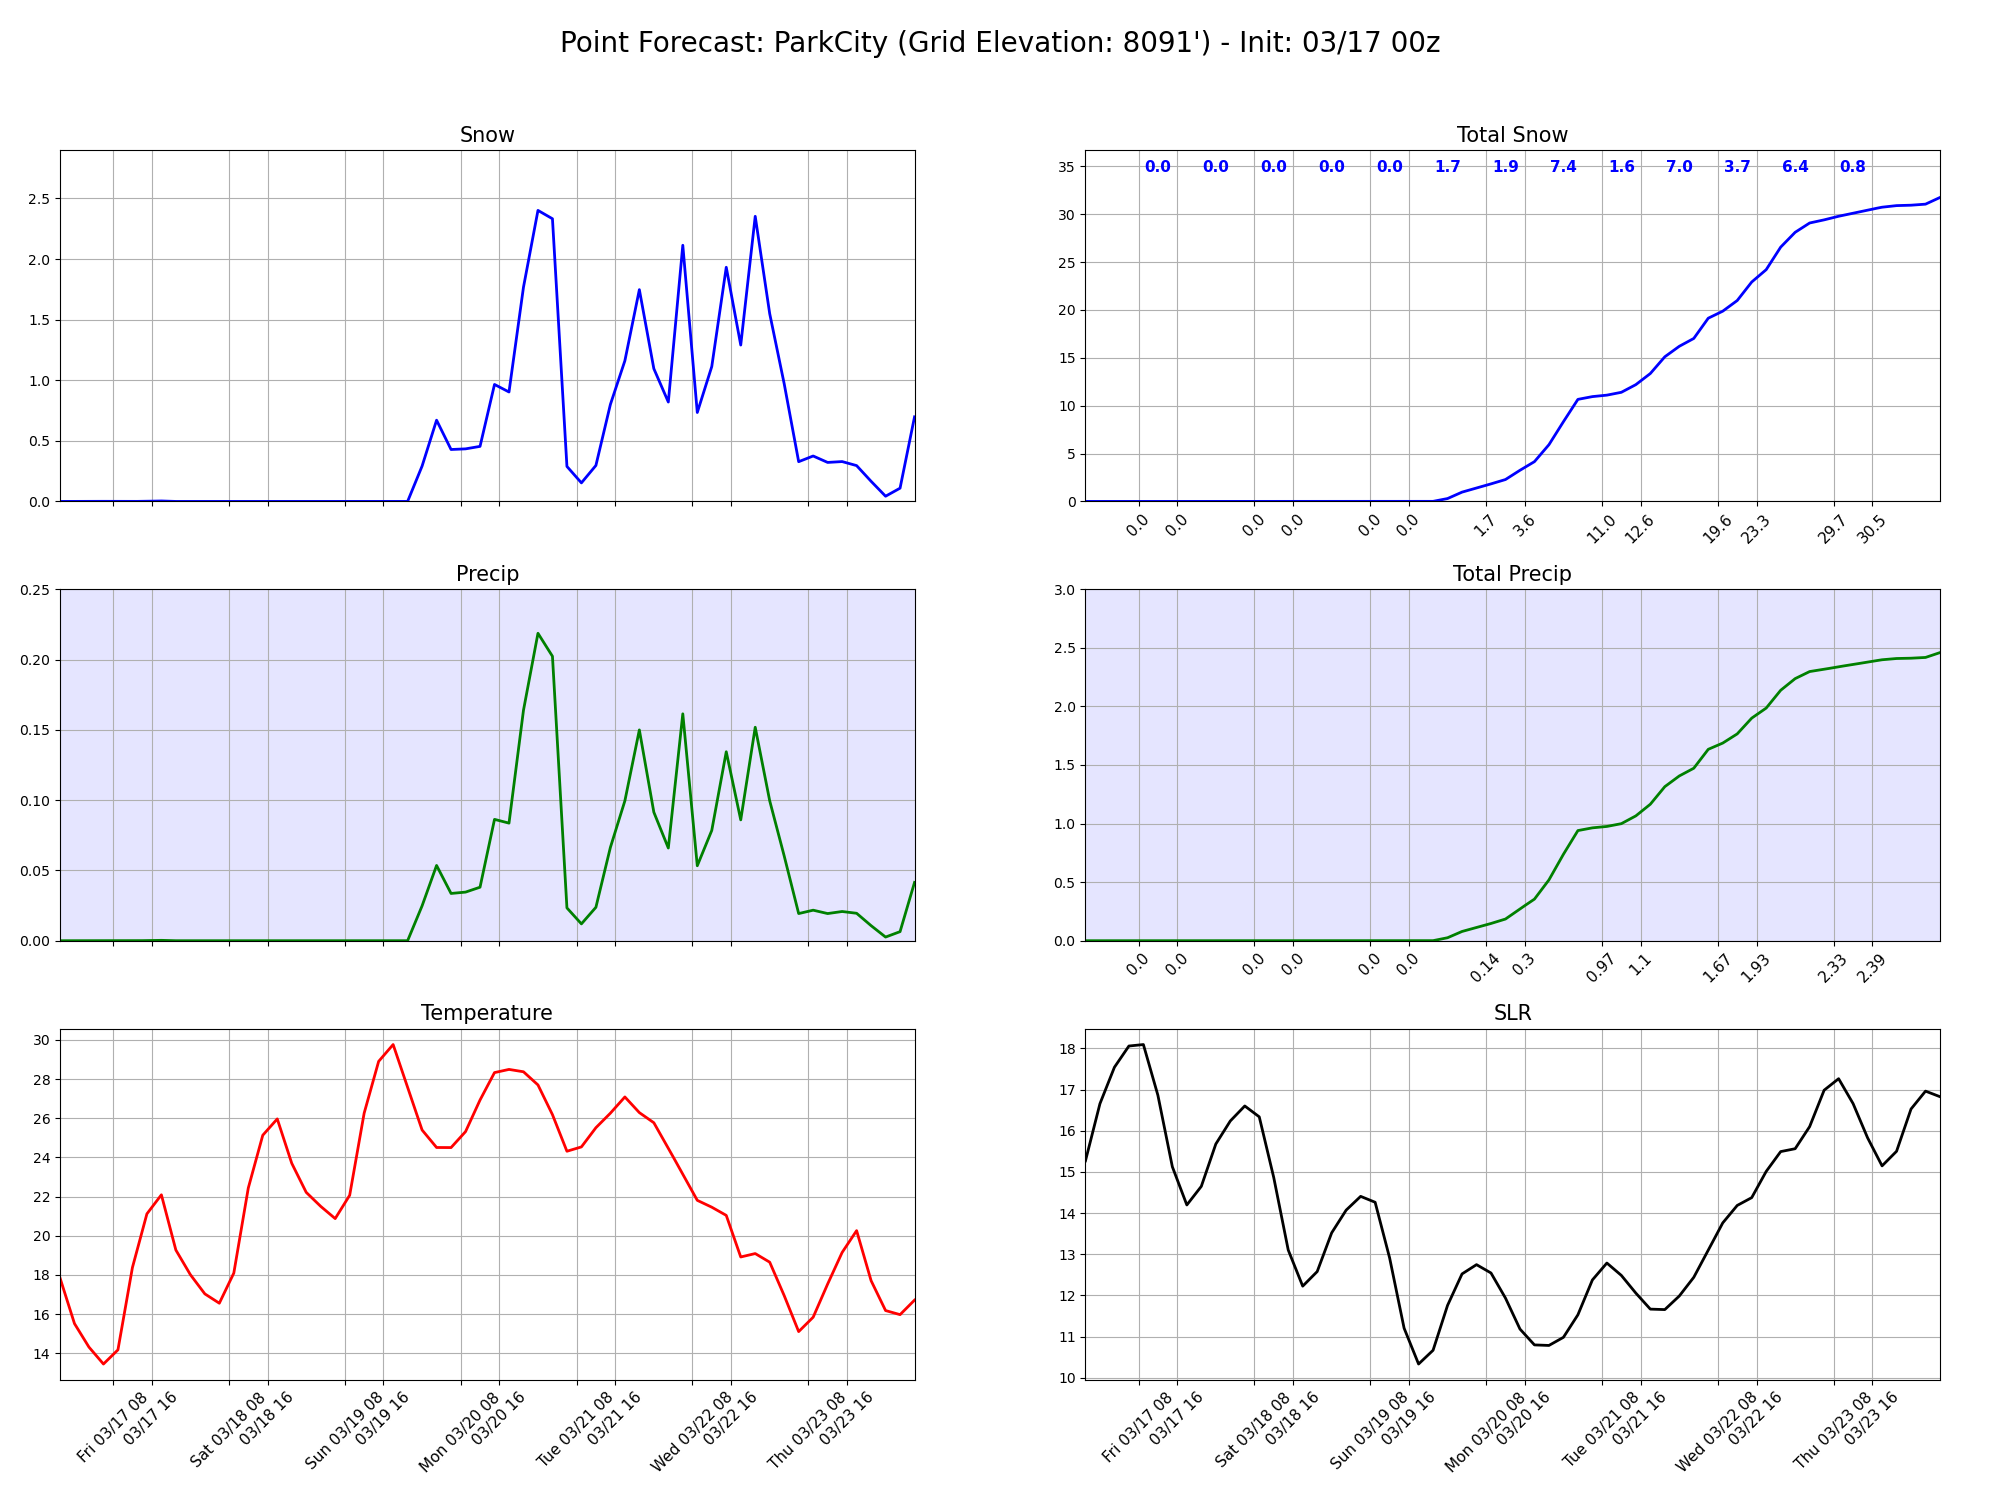 Point Forecast: ParkCity (Grid Elevation: 8091') - Init: 03/17 00z
Snow
2.5
2.0
1.5
1.0
0.5
0.0
Total Snow
0.0 0.0 0.0 0.0 0.0 1.7 1.9 7.4 1.6 7.0 3.7 6.4 0.8
35
30
25
20
15
10
5
0
0.0 0.0 0.0 0.0 0.0 0.0 1.7 3.6 11.0 12.6 19.6 23.3 29.7 30.5
Precip
0.25
0.20
0.15
0.10
0.05
0.00
Total Precip
3.0
2.5
2.0
1.5
1.0
0.5
0.0
0.0 0.0 0.0 0.0 0.0 0.0 0.14 0.3 0.97 1.1 1.67 1.93 2.33 2.39
Temperature
30
28
26
24
22
20
18
16
14
Fri 03/17 08
03/17 16
Sat 03/18 08
03/18 16
Sun 03/19 08
03/19 16
Mon 03/20 08
03/20 16
Tue 03/21 08
03/21 16
Wed 03/22 08
03/22 16
Thu 03/23 08
03/23 16
SLR
18
17
16
15
14
13
12
11
10
Fri 03/17 08
03/17 16
Sat 03/18 08
03/18 16
Sun 03/19 08
03/19 16
Mon 03/20 08
03/20 16
Tue 03/21 08
03/21 16
Wed 03/22 08
03/22 16
Thu 03/23 08
03/23 16